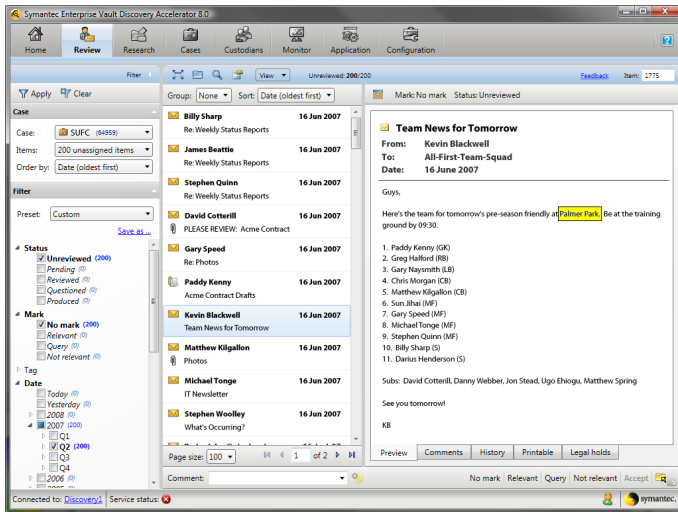 Symantec Enterprise Vault Discovery Accelerator 8.0
Home
Review
Research
Cases
Custodians
Monitor
Application
Configuration
Filter
View
Unreviewed: 200/200
Feedback
Item: 1775
Apply
Clear
Group: None
Sort: Date (oldest first)
Mark: No mark Status: Unreviewed
Case
Case: SUFC (64959)
Items: 200 unassigned items
Order by: Date (oldest first)
Filter
Preset: Custom
Save as ...
Status
Unreviewed (200)
Pending (0)
Reviewed (0)
Questioned (0)
Produced (0)
Mark
No mark (200)
Relevant (0)
Query (0)
Not relevant (0)
Tag
Date
Today (0)
Yesterday (0)
2008 (0)
2007 (200)
Q1
Q2 (200)
Q3
Q4
2006 (0)
Billy Sharp 16 Jun 2007
Re: Weekly Status Reports
James Beattie 16 Jun 2007
Re: Weekly Status Reports
Stephen Quinn 16 Jun 2007
Re: Weekly Status Reports
David Cotterill 16 Jun 2007
PLEASE REVIEW: Acme Contract
Gary Speed 16 Jun 2007
Re: Photos
Paddy Kenny 16 Jun 2007
Acme Contract Drafts
Kevin Blackwell 16 Jun 2007
Team News for Tomorrow
Matthew Kilgallon 16 Jun 2007
Photos
Michael Tonge 16 Jun 2007
IT Newsletter
Stephen Woolley 16 Jun 2007
What's Occurring?
Page size: 100
1 of 2
Team News for Tomorrow
From: Kevin Blackwell
To: All-First-Team-Squad
Date: 16 June 2007
Guys,
Here's the team for tomorrow's pre-season friendly at Palmer Park. Be at the training
ground by 09:30.
1. Paddy Kenny (GK)
2. Greg Halford (RB)
3. Gary Naysmith (LB)
4. Chris Morgan (CB)
5. Matthew Kilgallon (CB)
6. Sun Jihai (MF)
7. Gary Speed (MF)
8. Michael Tonge (MF)
9. Stephen Quinn (MF)
10. Billy Sharp (S)
11. Darius Henderson (S)
Subs: David Cotterill, Danny Webber, Jon Stead, Ugo Ehiogu, Matthew Spring
See you tomorrow!
KB
Preview
Comments
History
Printable
Legal holds
Comment:
No mark
Relevant
Query
Not relevant
Accept
Connected to: Discovery1
Service status:
symantec.